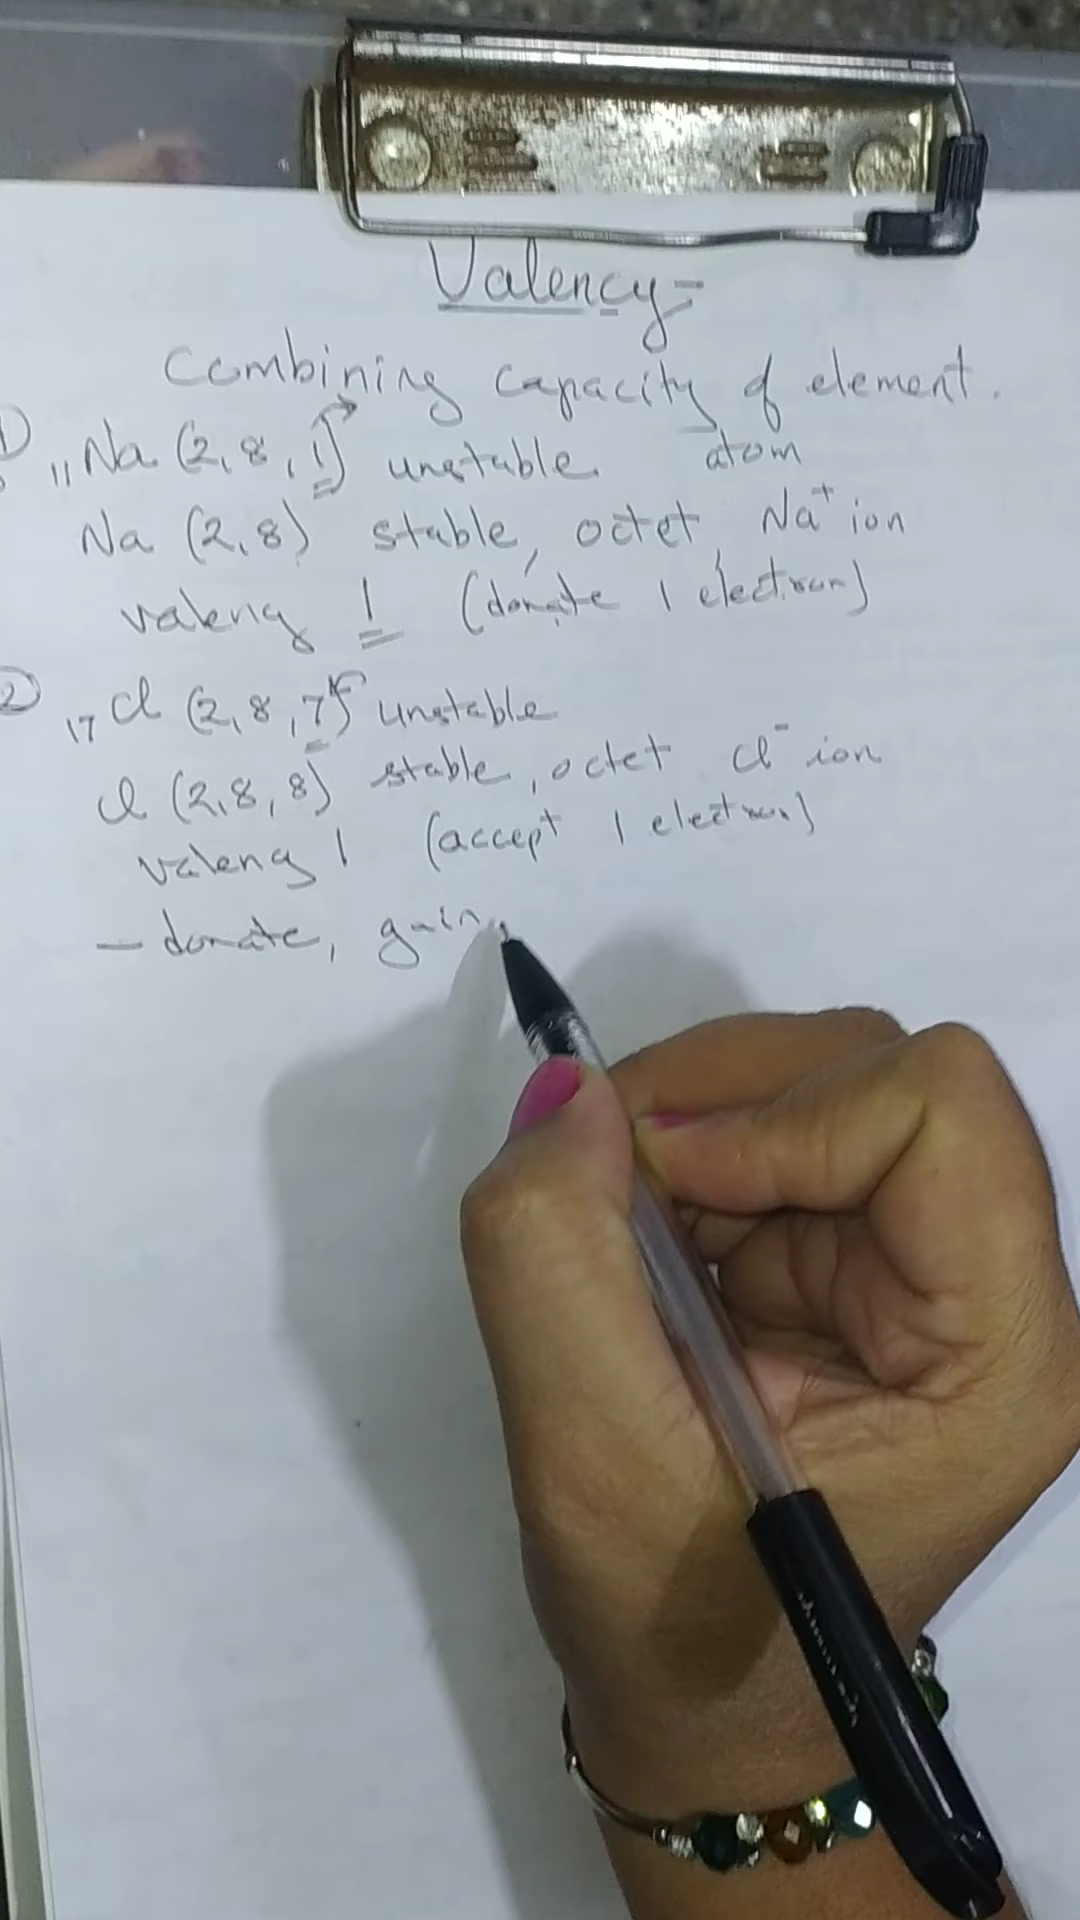 Valency -
Combining capacity of element.
1) 11Na (2,8,1) unstable atom
Na (2,8) stable, octet, Na+ ion
valency 1 (donate 1 electron)
2 17Cl (2,8,7) unstable
Cl (2,8,8) stable, octet Cl- ion
valency 1 (accept 1 electron)
- donate, gain,